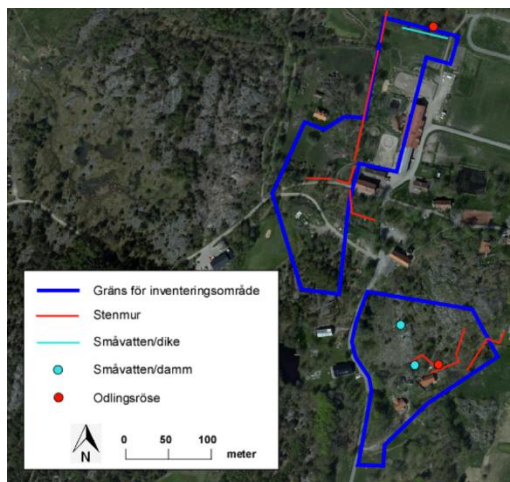 Gräns för inventeringsområde
Stenmur
Småvatten/dike
Småvatten/damm
Odlingsröse
N
0 50 100
meter